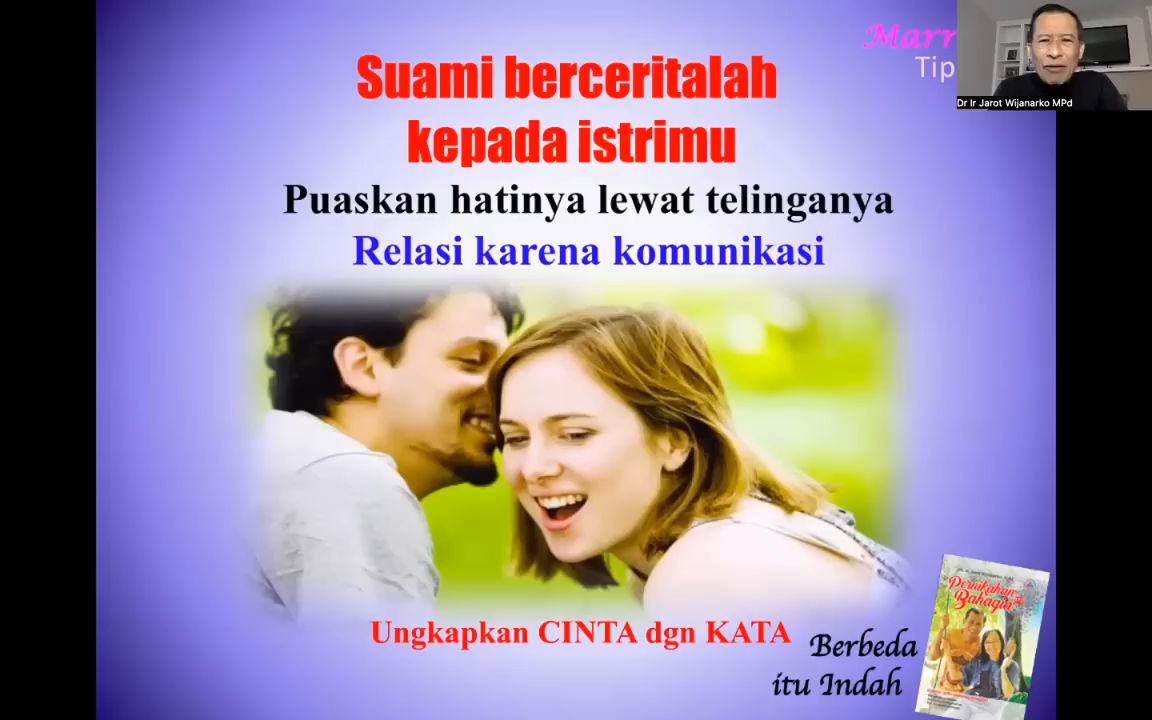 Marr
Tip
Dr Ir Jarot Wijanarko MPd
Suami berceritalah
kepada istrimu
Puaskan hatinya lewat telinganya
Relasi karena komunikasi
Ungkapkan CINTA dgn KATA
Berbeda
itu Indah
Pernikahan
Bahagia